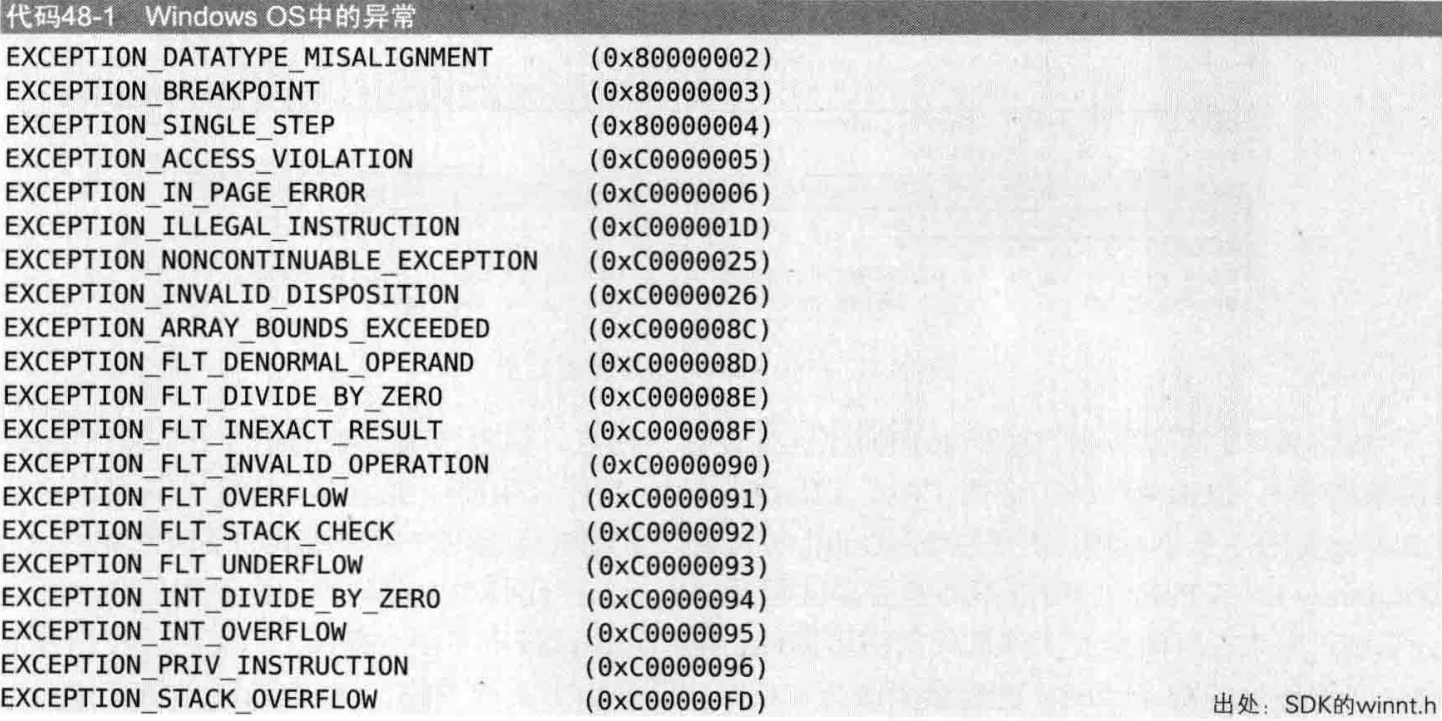 代码48-1 Windows OS中的异常
EXCEPTION_DATATYPE_MISALIGNMENT (0x80000002)
EXCEPTION_BREAKPOINT (0x80000003)
EXCEPTION_SINGLE_STEP (0x80000004)
EXCEPTION_ACCESS_VIOLATION (0xC0000005)
EXCEPTION_IN_PAGE_ERROR (0xC0000006)
EXCEPTION_ILLEGAL_INSTRUCTION (0xC000001D)
EXCEPTION_NONCONTINUABLE_EXCEPTION (0xC0000025)
EXCEPTION_INVALID_DISPOSITION (0xC0000026)
EXCEPTION_ARRAY_BOUNDS_EXCEEDED (0xC000008C)
EXCEPTION_FLT_DENORMAL_OPERAND (0xC000008D)
EXCEPTION_FLT_DIVIDE_BY_ZERO (0xC000008E)
EXCEPTION_FLT_INEXACT_RESULT (0xC000008F)
EXCEPTION_FLT_INVALID_OPERATION (0xC0000090)
EXCEPTION_FLT_OVERFLOW (0xC0000091)
EXCEPTION_FLT_STACK_CHECK (0xC0000092)
EXCEPTION_FLT_UNDERFLOW (0xC0000093)
EXCEPTION_INT_DIVIDE_BY_ZERO (0xC0000094)
EXCEPTION_INT_OVERFLOW (0xC0000095)
EXCEPTION_PRIV_INSTRUCTION (0xC0000096)
EXCEPTION_STACK_OVERFLOW (0xC00000FD) 出处：SDK的winnt.h